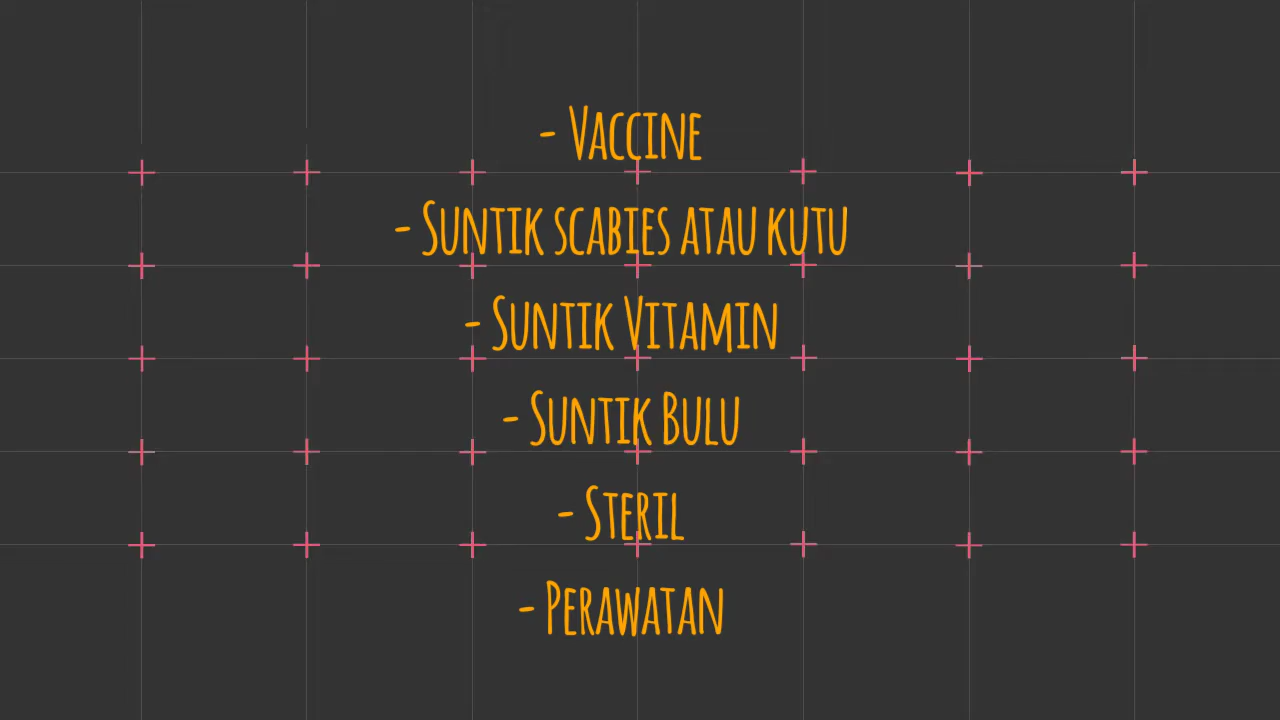 - Vaccine
- Suntik scabies atau kutu
- Suntik Vitamin
- Suntik Bulu
- Steril
- Perawatan